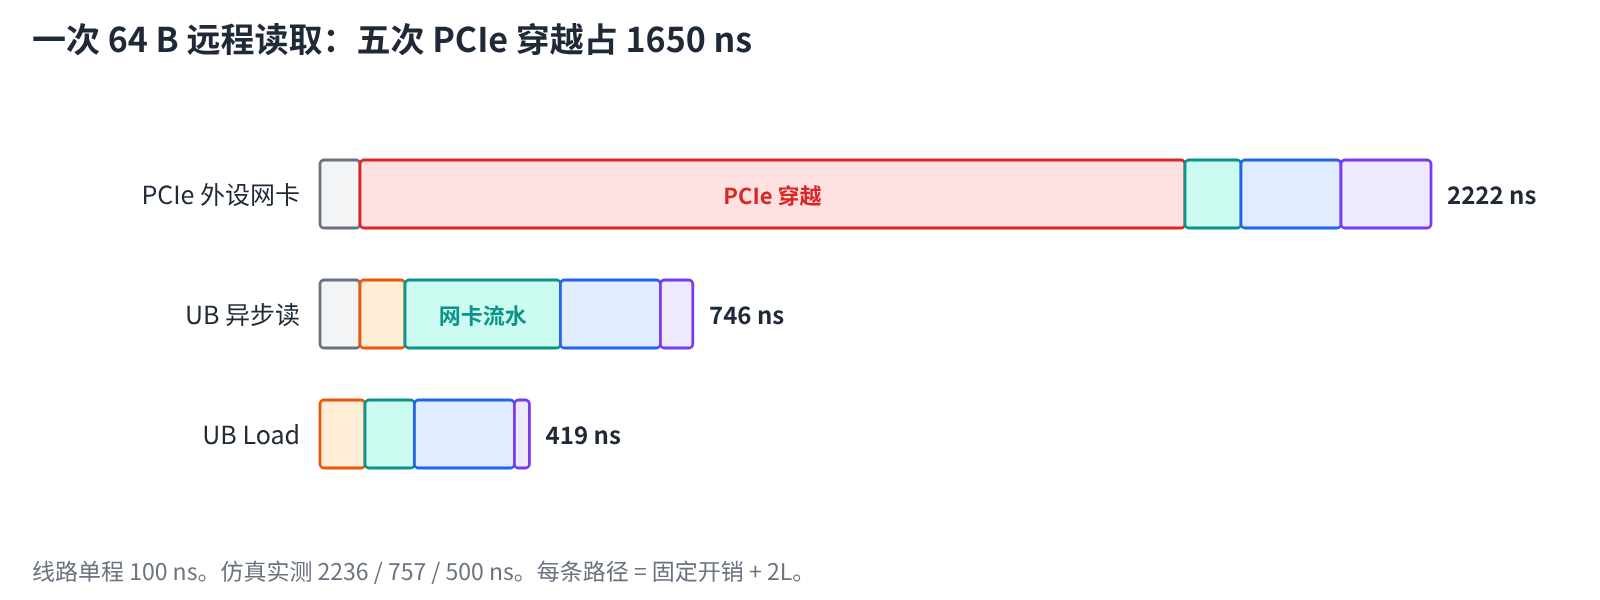 一次 64 B 远程读取：五次 PCIe 穿越占 1650 ns
PCIe 外设网卡
PCIe 穿越
2222 ns
UB 异步读
网卡流水
746 ns
UB Load
419 ns
线路单程 100 ns。仿真实测 2236 / 757 / 500 ns。每条路径 = 固定开销 + 2L。